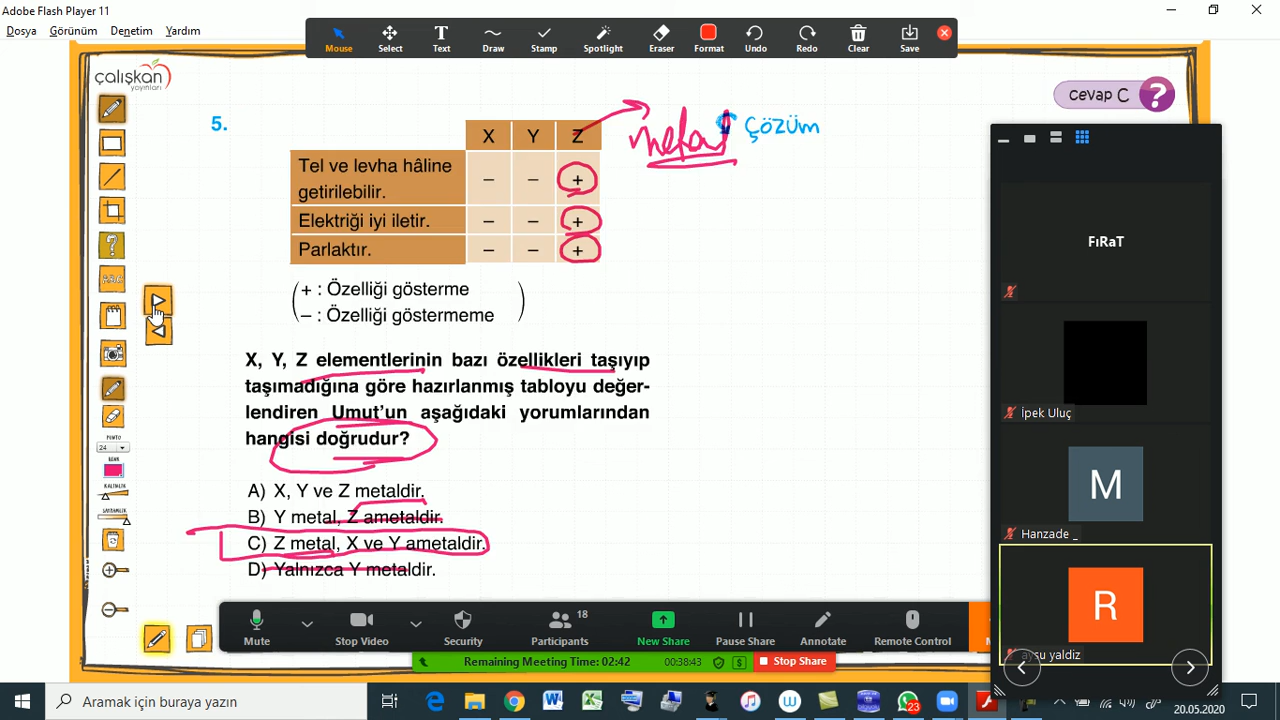 Adobe Flash Player 11
Dosya Görünüm Denetim Yardım
Mouse Select Text Draw Stamp Spotlight Eraser Format Undo Redo Clear Save
çalışkan
yayınları
cevap C ?
5.
X Y Z
metal
Çözüm
Tel ve levha hâline
getirilebilir.
– – +
Elektriği iyi iletir. – – +
Parlaktır. – – +
+ : Özelliği gösterme
– : Özelliği göstermeme
X, Y, Z elementlerinin bazı özellikleri taşıyıp
taşımadığına göre hazırlanmış tabloyu değer-
lendiren Umut'un aşağıdaki yorumlarından
hangisi doğrudur?
A) X, Y ve Z metaldir.
B) Y metal, Z ametaldir.
C) Z metal, X ve Y ametaldir.
D) Yalnızca Y metaldir.
24
FıRaT
İpek Uluç
M
Hanzade _
R
aysu yaldiz
Mute Stop Video Security Participants 18 New Share Pause Share Annotate Remote Control
Remaining Meeting Time: 02:42 00:38:43 $ Stop Share
Aramak için buraya yazın
23
20.05.2020